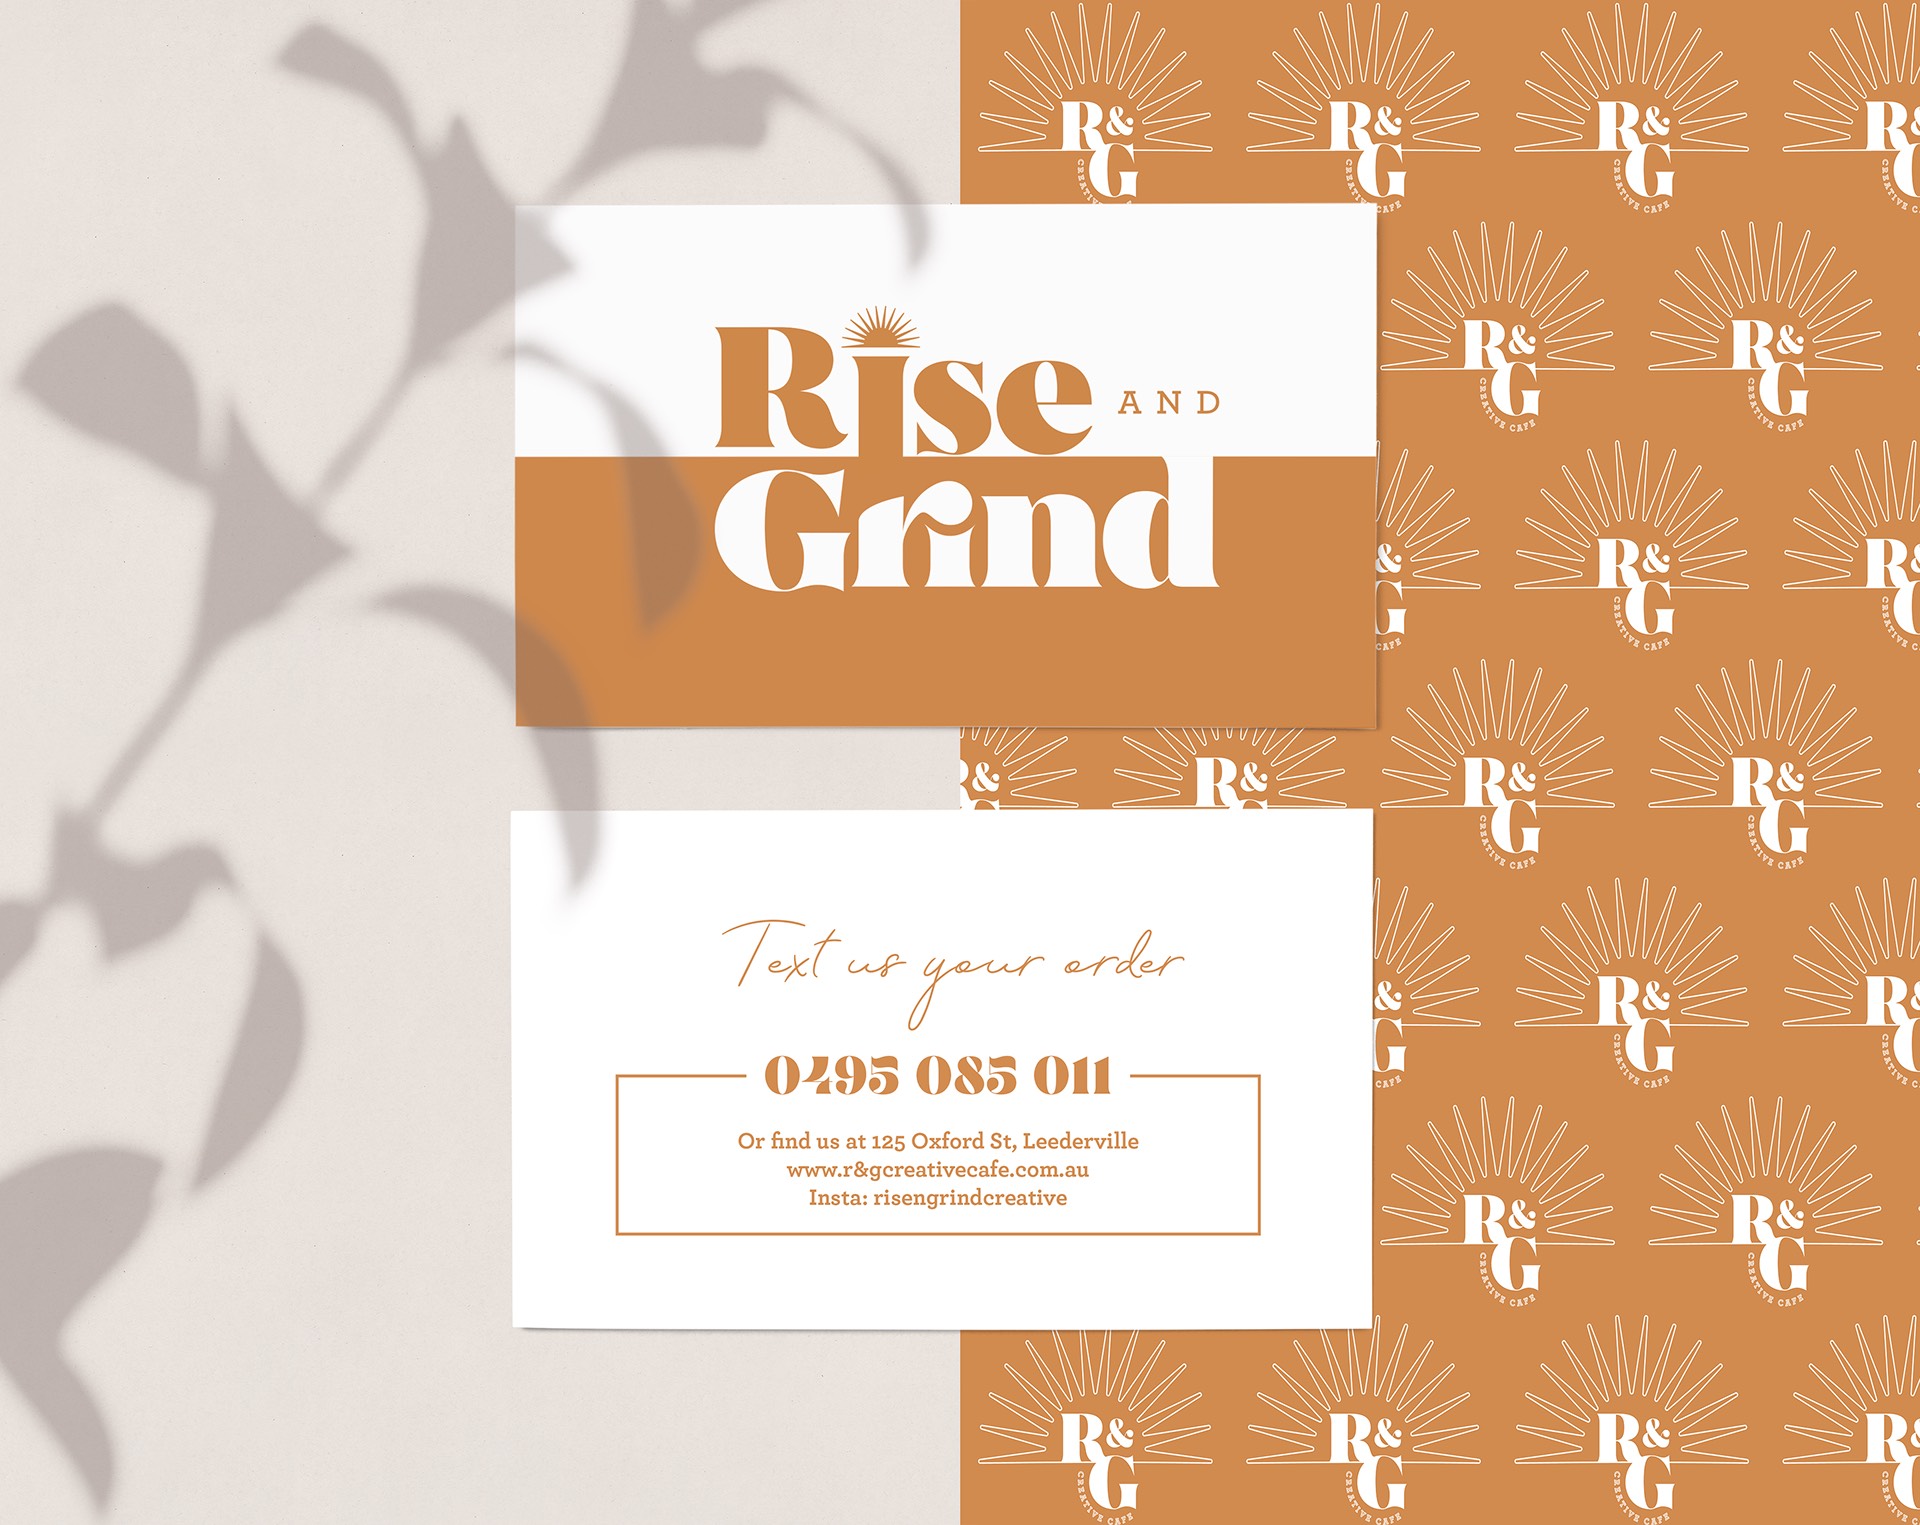 Rise AND
Grind
Text us your order
0495 085 011
Or find us at 125 Oxford St, Leederville
www.r&gcreativecafe.com.au
Insta: risengrindcreative
R&
G
CREATIVE CAFE